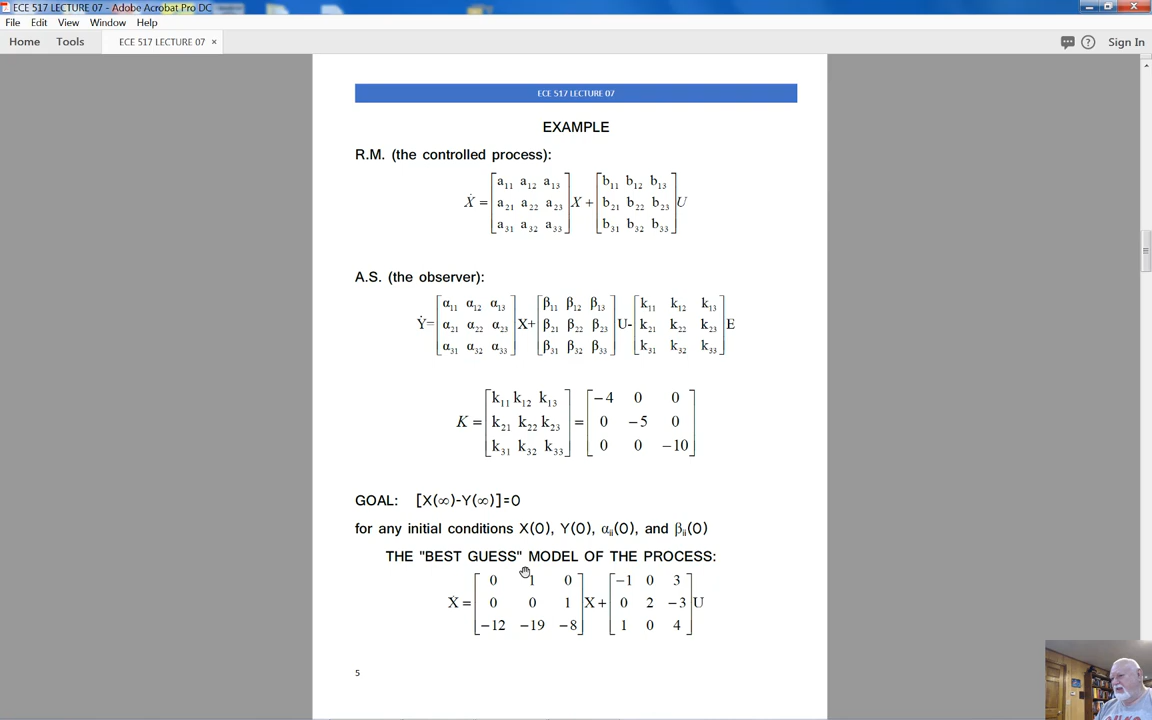 ECE 517 LECTURE 07 - Adobe Acrobat Pro DC
File Edit View Window Help
Home Tools ECE 517 LECTURE 07 × Sign In
ECE 517 LECTURE 07
EXAMPLE
R.M. (the controlled process):
a₁₁ a₁₂ a₁₃ b₁₁ b₁₂ b₁₃
Ẋ = a₂₁ a₂₂ a₂₃ X + b₂₁ b₂₂ b₂₃ U
a₃₁ a₃₂ a₃₃ b₃₁ b₃₂ b₃₃
A.S. (the observer):
α₁₁ α₁₂ α₁₃ β₁₁ β₁₂ β₁₃ k₁₁ k₁₂ k₁₃
Ẏ= α₂₁ α₂₂ α₂₃ X+ β₂₁ β₂₂ β₂₃ U- k₂₁ k₂₂ k₂₃ E
α₃₁ α₃₂ α₃₃ β₃₁ β₃₂ β₃₃ k₃₁ k₃₂ k₃₃
k₁₁ k₁₂ k₁₃ −4 0 0
K = k₂₁ k₂₂ k₂₃ = 0 −5 0
k₃₁ k₃₂ k₃₃ 0 0 −10
GOAL: [X(∞)-Y(∞)]=0
for any initial conditions X(0), Y(0), αᵢⱼ(0), and βᵢⱼ(0)
THE "BEST GUESS" MODEL OF THE PROCESS:
0 1 0 −1 0 3
Ẋ = 0 0 1 X + 0 2 −3 U
−12 −19 −8 1 0 4
5